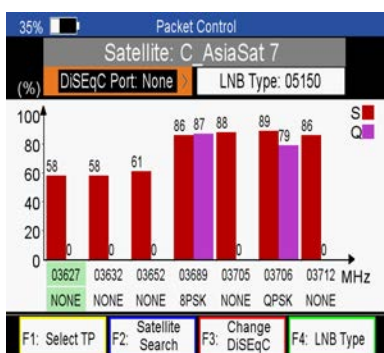 35% Packet Control
Satellite: C_AsiaSat 7
DiSEqC Port: None > LNB Type: 05150
(%)
100
80
60
40
20
0
S
Q
58 0 58 0 61 0 86 87 88 0 89 79 86 0
03627 03632 03652 03689 03705 03706 03712 MHz
NONE NONE NONE 8PSK NONE QPSK NONE
F1: Select TP F2: Satellite Search F3: Change DiSEqC F4: LNB Type